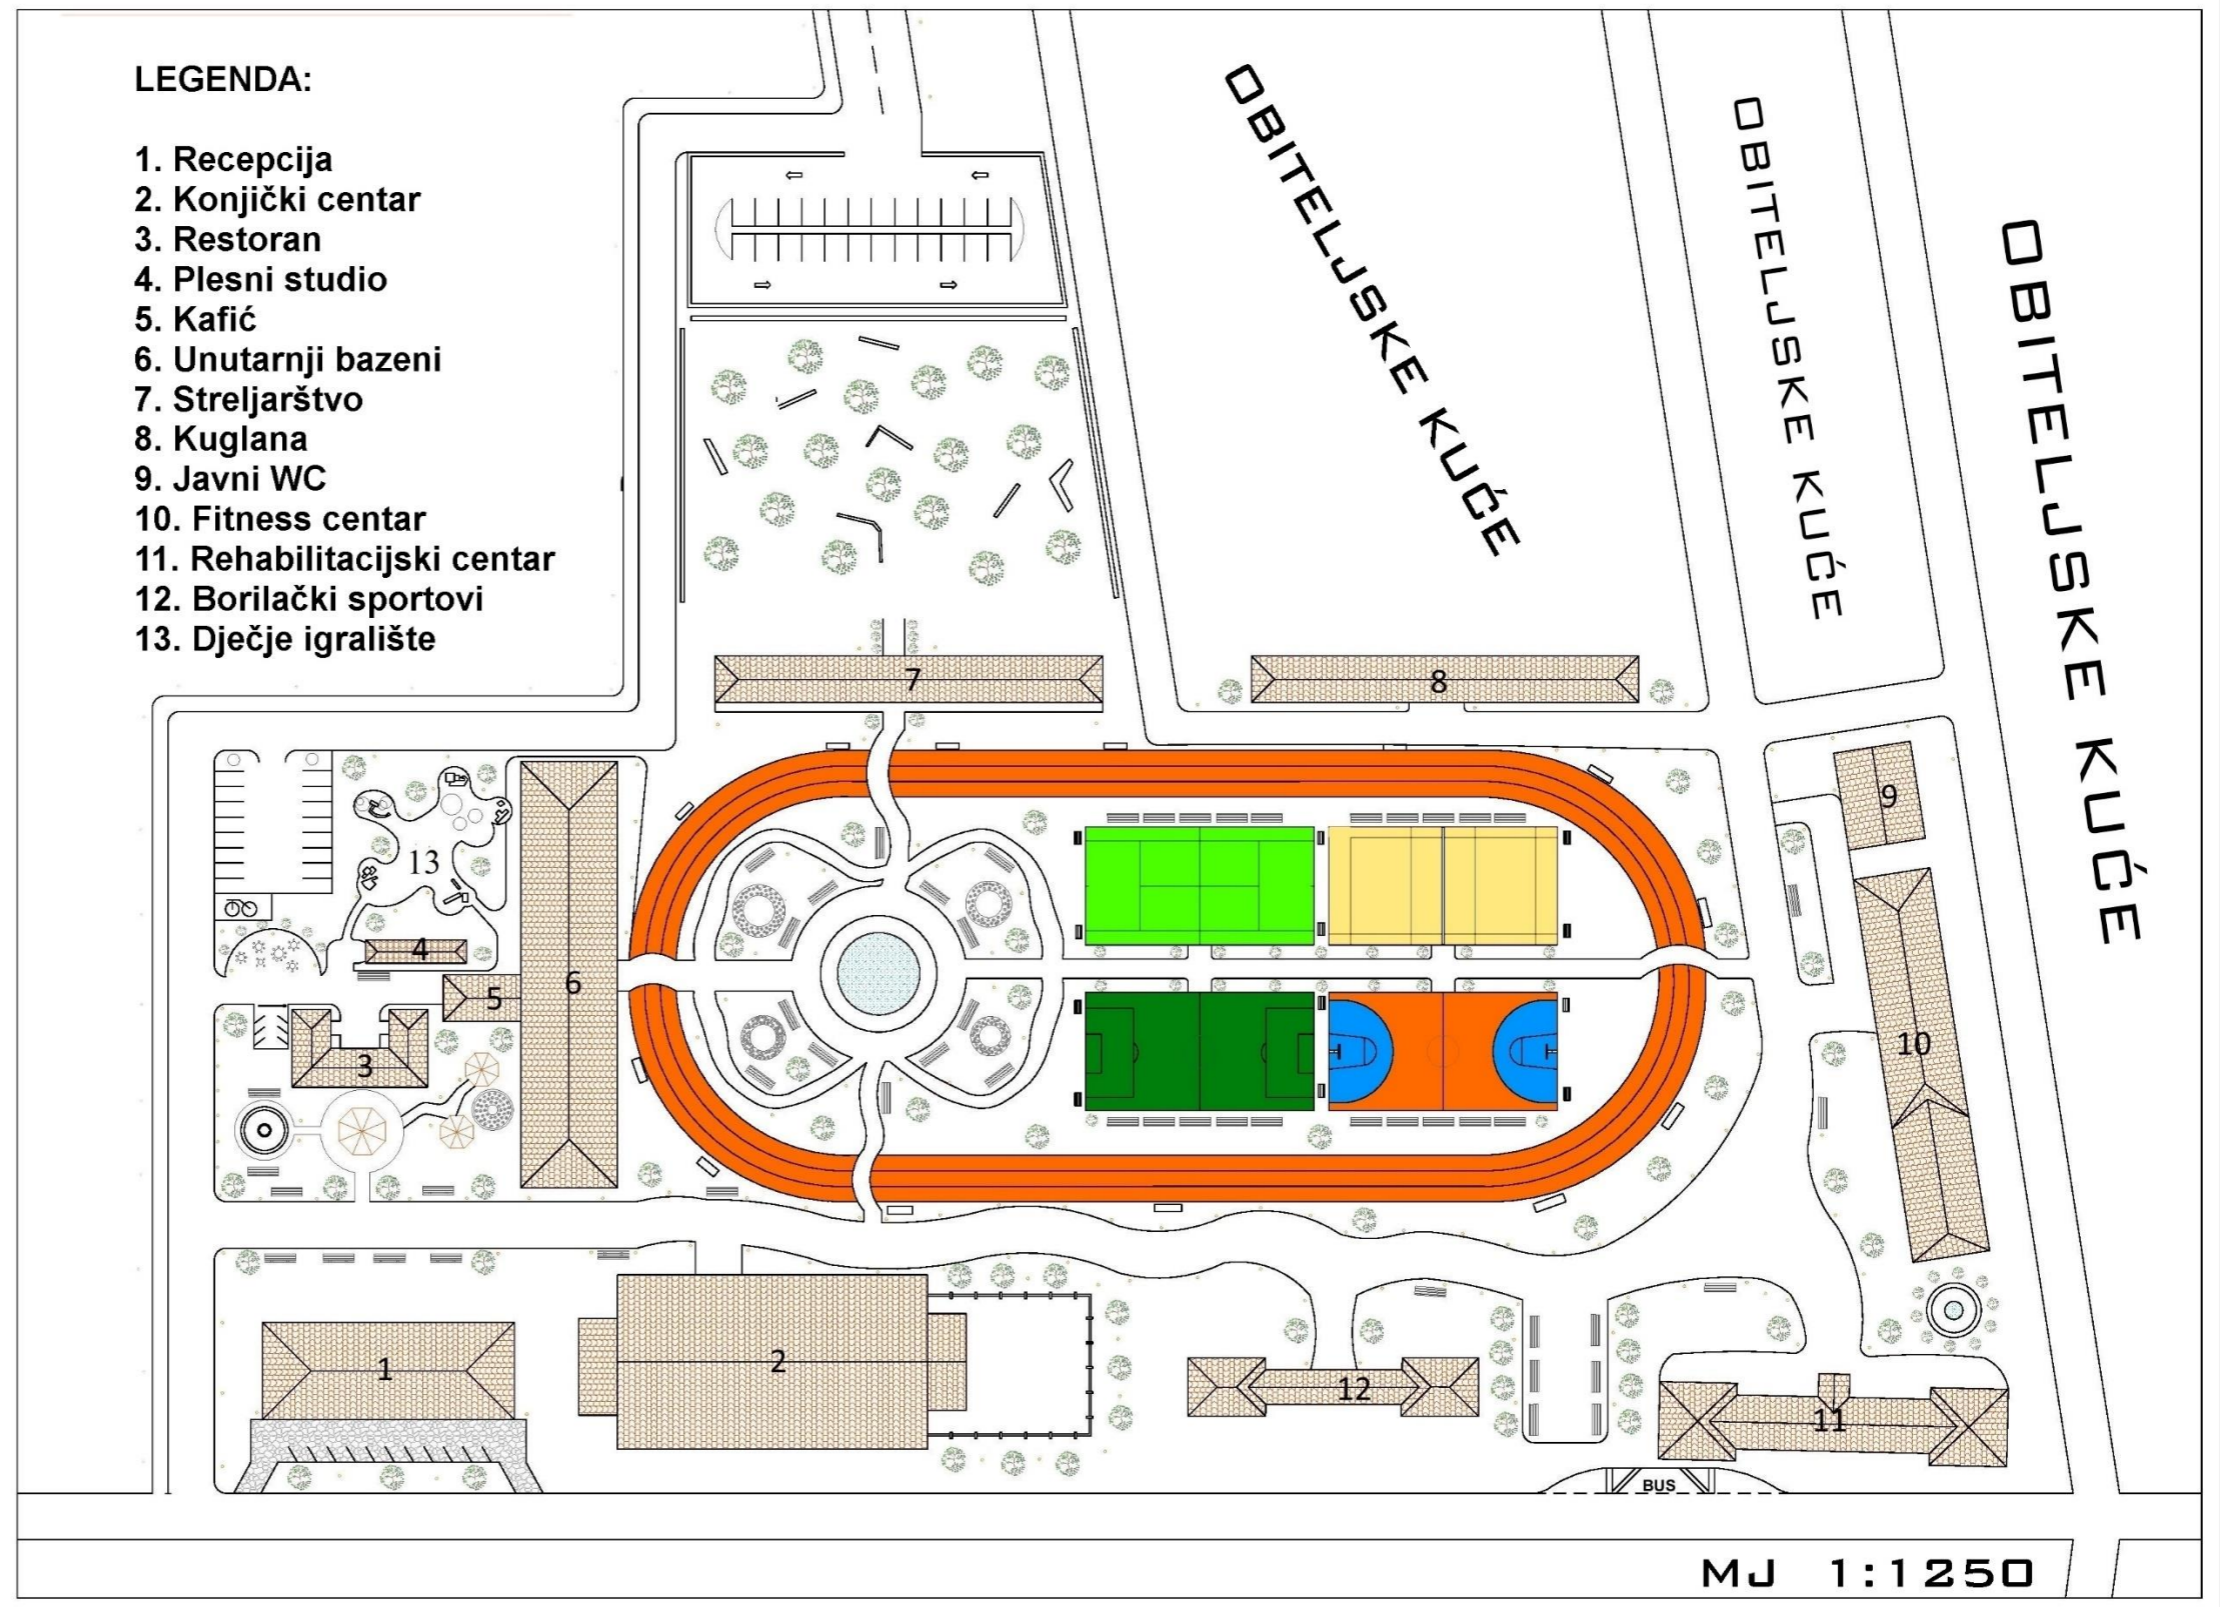 LEGENDA:
1. Recepcija
2. Konjički centar
3. Restoran
4. Plesni studio
5. Kafić
6. Unutarnji bazeni
7. Streljarštvo
8. Kuglana
9. Javni WC
10. Fitness centar
11. Rehabilitacijski centar
12. Borilački sportovi
13. Dječje igralište
OBITELJSKE KUĆE
OBITELJSKE KUĆE
OBITELJSKE KUĆE
7
8
9
13
4
5
6
3
10
1
2
12
11
BUS
MJ 1:1250